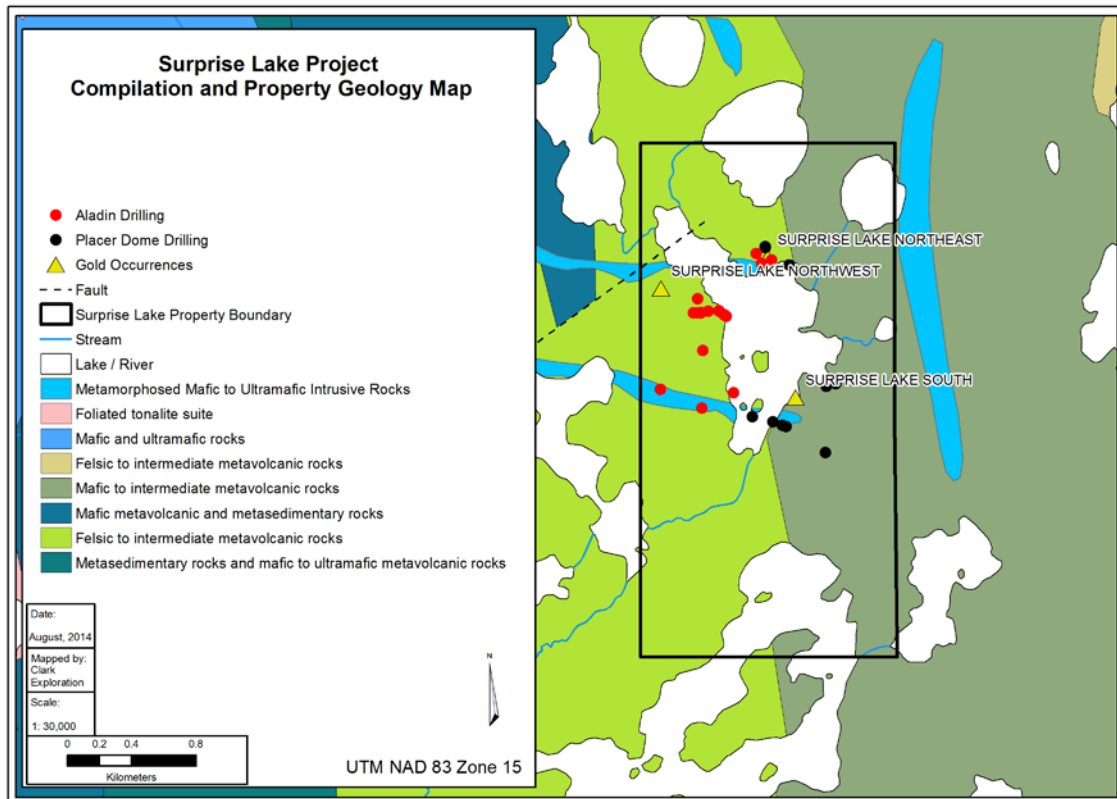 Surprise Lake Project
Compilation and Property Geology Map
Aladin Drilling
Placer Dome Drilling
Gold Occurrences
Fault
Surprise Lake Property Boundary
Stream
Lake / River
Metamorphosed Mafic to Ultramafic Intrusive Rocks
Foliated tonalite suite
Mafic and ultramafic rocks
Felsic to intermediate metavolcanic rocks
Mafic to intermediate metavolcanic rocks
Mafic metavolcanic and metasedimentary rocks
Felsic to intermediate metavolcanic rocks
Metasedimentary rocks and mafic to ultramafic metavolcanic rocks
Date:
August, 2014
Mapped by:
Clark
Exploration
Scale:
1: 30,000
0 0.2 0.4 0.8
Kilometers
N
UTM NAD 83 Zone 15
SURPRISE LAKE NORTHEAST
SURPRISE LAKE NORTHWEST
SURPRISE LAKE SOUTH